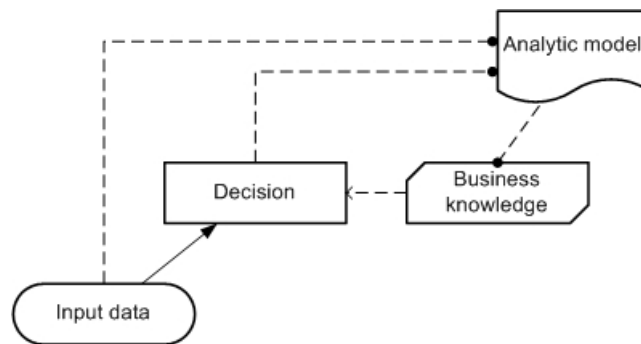 Analytic model
Decision
Business
knowledge
Input data